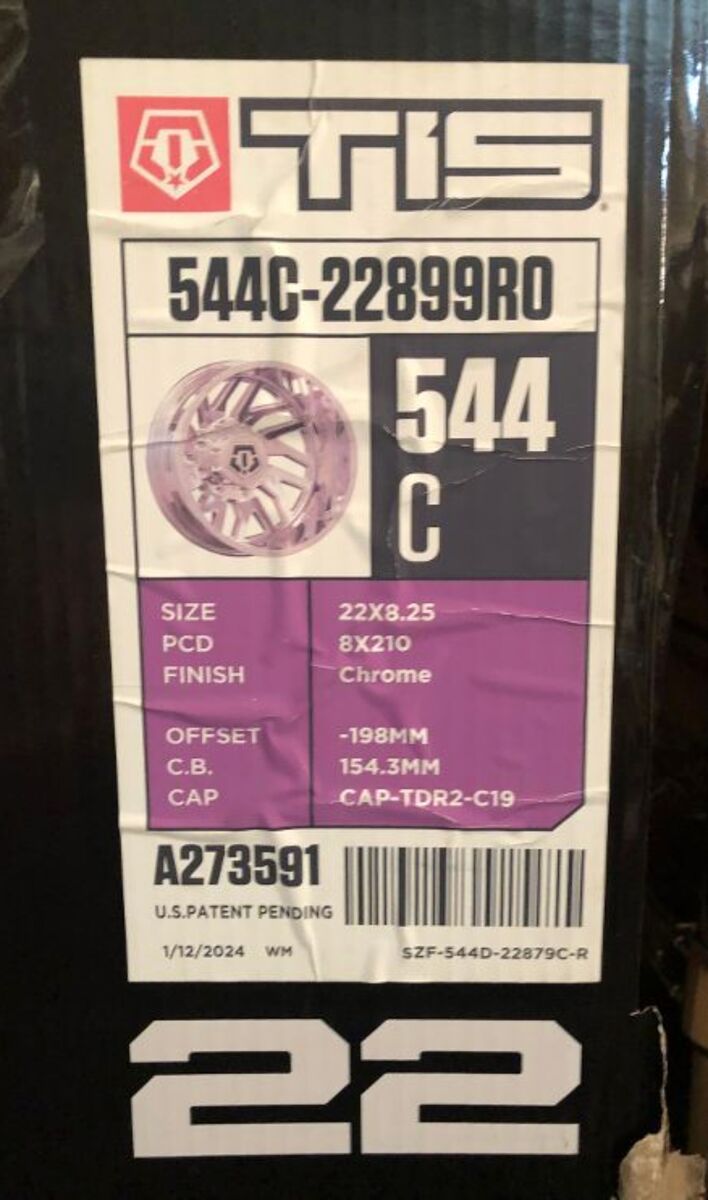 TIS
544C-22899RO
544
C
SIZE 22X8.25
PCD 8X210
FINISH Chrome
OFFSET -198MM
C.B. 154.3MM
CAP CAP-TDR2-C19
A273591
U.S.PATENT PENDING
1/12/2024 WM SZF-544D-22879C-R
22